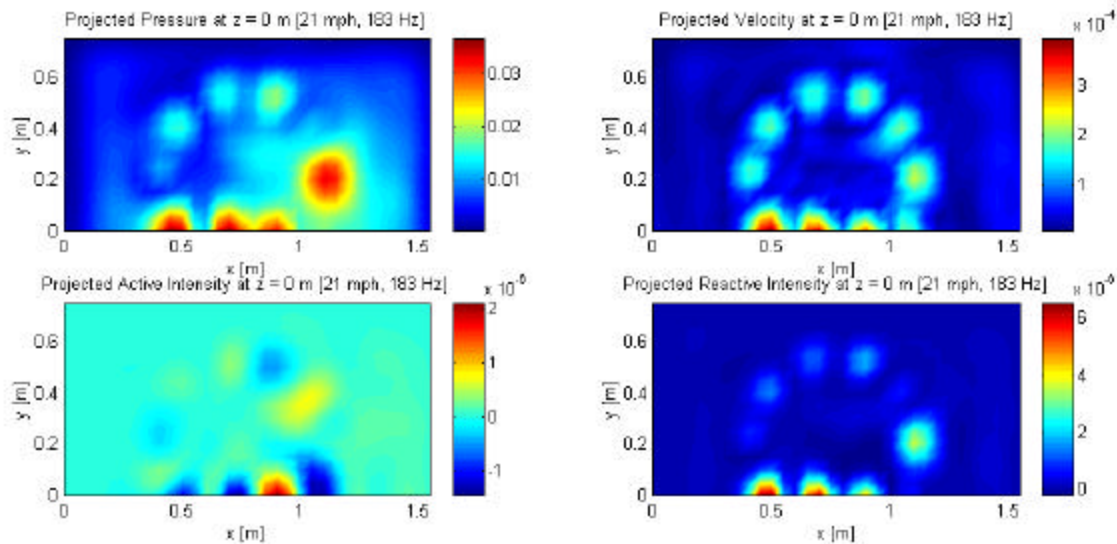 Projected Pressure at z = 0 m [21 mph, 183 Hz]
0.6
0.4
0.2
0
y [m]
0 0.5 1 1.5
x [m]
0.03
0.02
0.01
Projected Velocity at z = 0 m [21 mph, 183 Hz]
x 10⁻⁴
0.6
0.4
0.2
0
y [m]
0 0.5 1 1.5
x [m]
3
2
1
Projected Active Intensity at z = 0 m [21 mph, 183 Hz]
0.6
0.4
0.2
0
y [m]
0 0.5 1 1.5
x [m]
2
1
0
-1
Projected Reactive Intensity at z = 0 m [21 mph, 183 Hz]
0.6
0.4
0.2
0
y [m]
0 0.5 1 1.5
x [m]
6
4
2
0